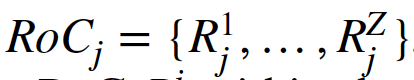 RoC_j = {R_j^1, … , R_j^Z}